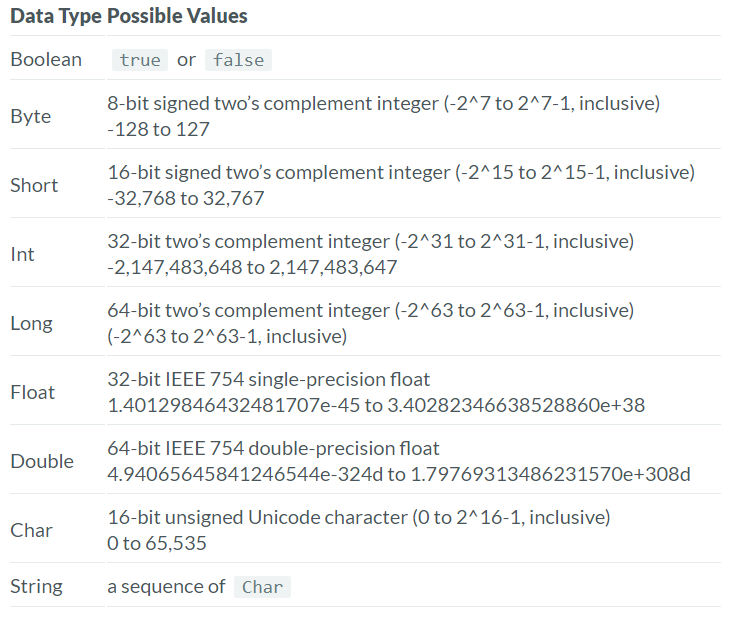 Data Type Possible Values
Boolean true or false
Byte
8-bit signed two’s complement integer (-2^7 to 2^7-1, inclusive)
-128 to 127
Short
16-bit signed two’s complement integer (-2^15 to 2^15-1, inclusive)
-32,768 to 32,767
Int
32-bit two’s complement integer (-2^31 to 2^31-1, inclusive)
-2,147,483,648 to 2,147,483,647
Long
64-bit two’s complement integer (-2^63 to 2^63-1, inclusive)
(-2^63 to 2^63-1, inclusive)
Float
32-bit IEEE 754 single-precision float
1.40129846432481707e-45 to 3.40282346638528860e+38
Double
64-bit IEEE 754 double-precision float
4.94065645841246544e-324d to 1.79769313486231570e+308d
Char
16-bit unsigned Unicode character (0 to 2^16-1, inclusive)
0 to 65,535
String a sequence of Char